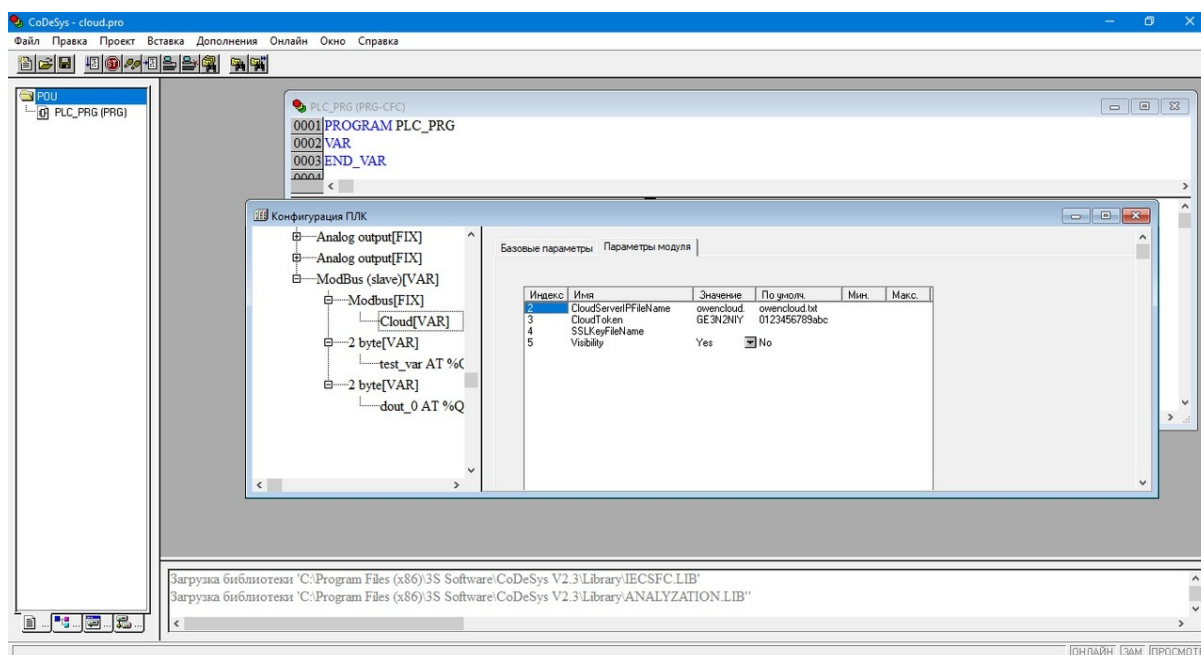 CoDeSys - cloud.pro
Файл Правка Проект Вставка Дополнения Онлайн Окно Справка
POU
PLC_PRG (PRG)
PLC_PRG (PRG-CFC)
0001 PROGRAM PLC_PRG
0002 VAR
0003 END_VAR
0004
Конфигурация ПЛК
Analog output[FIX]
Analog output[FIX]
ModBus (slave)[VAR]
Modbus[FIX]
Cloud[VAR]
2 byte[VAR]
test_var AT %Q
2 byte[VAR]
dout_0 AT %Q
Базовые параметры Параметры модуля
Индекс Имя Значение По умолч. Мин. Макс.
2 CloudServerIPFileName owencloud. owencloud.txt
3 CloudToken GE3N2NIY 0123456789abc
4 SSLKeyFileName
5 Visibility Yes No
Загрузка библиотеки 'C:\Program Files (x86)\3S Software\CoDeSys V2.3\Library\IECSFC.LIB'
Загрузка библиотеки 'C:\Program Files (x86)\3S Software\CoDeSys V2.3\Library\ANALYZATION.LIB''
ОНЛАЙН ЗАМ ПРОСМОТ